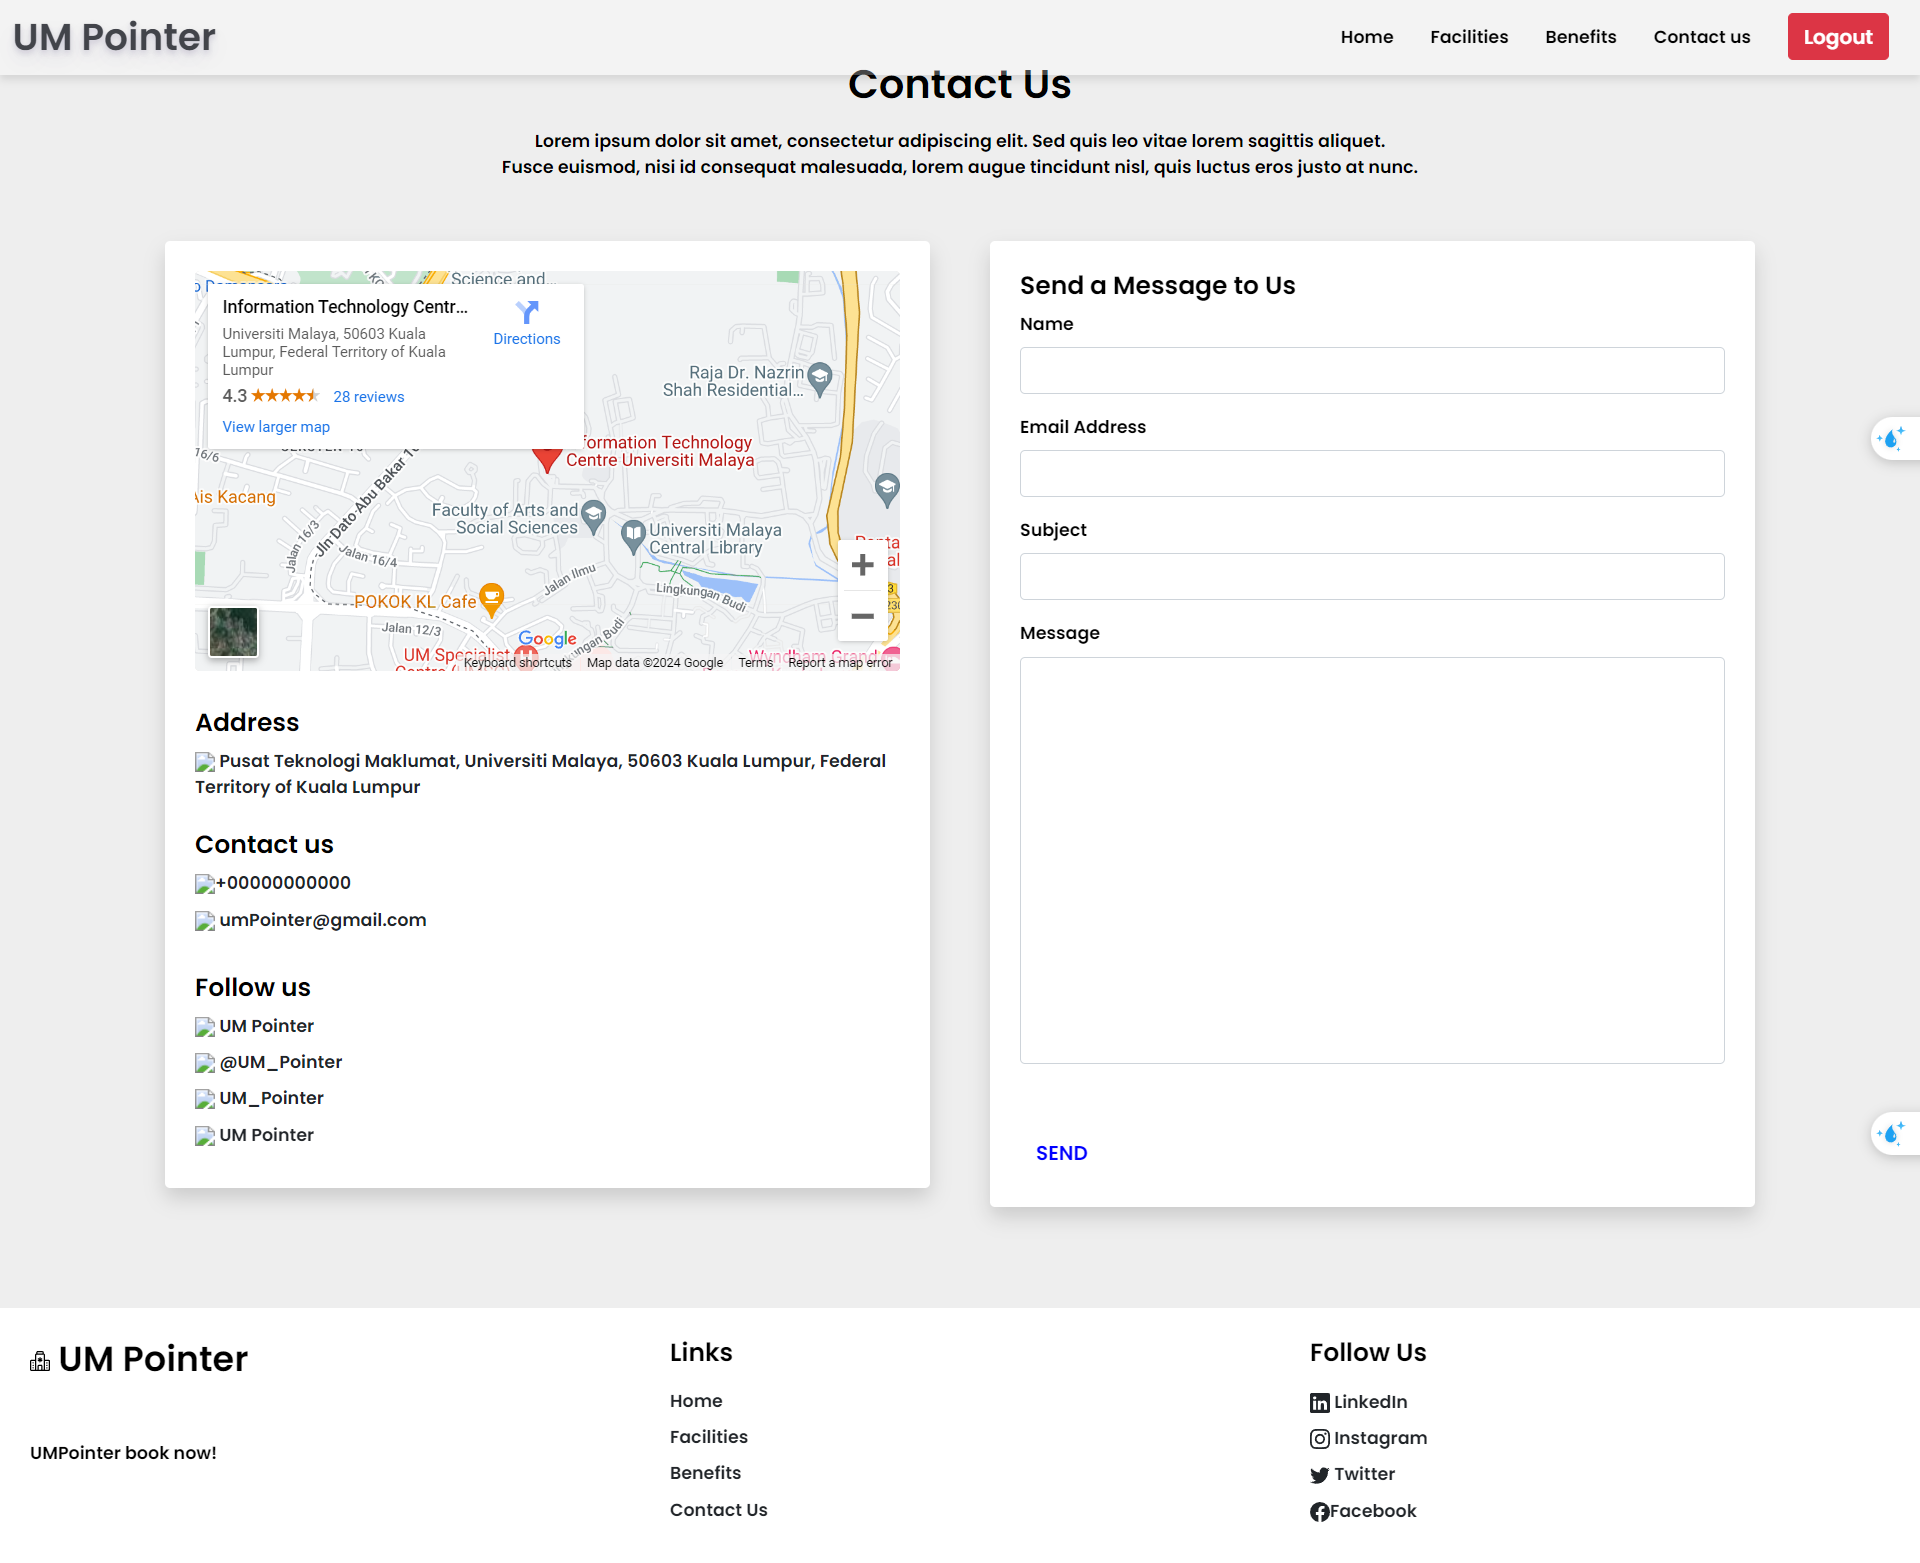 UM Pointer
Home
Facilities
Benefits
Contact us
Logout
Contact Us
Lorem ipsum dolor sit amet, consectetur adipiscing elit. Sed quis leo vitae lorem sagittis aliquet.
Fusce euismod, nisi id consequat malesuada, lorem augue tincidunt nisl, quis luctus eros justo at nunc.
Science and...
Information Technology Centr...
Universiti Malaya, 50603 Kuala
Lumpur, Federal Territory of Kuala
Lumpur
4.3
28 reviews
View larger map
Directions
Raja Dr. Nazrin
Shah Residential...
Information Technology
Centre Universiti Malaya
16/6
Jln Dato Abu Bakar
Ais Kacang
Faculty of Arts and
Social Sciences
Universiti Malaya
Central Library
Jalan 16/3
Jalan 16/4
Jalan Ilmu
Lingkungan Budi
POKOK KL Cafe
Jalan 12/3
Google
UM Specialist
Wyndham Grand
Keyboard shortcuts
Map data ©2024 Google
Terms
Report a map error
Address
Pusat Teknologi Maklumat, Universiti Malaya, 50603 Kuala Lumpur, Federal
Territory of Kuala Lumpur
Contact us
+00000000000
umPointer@gmail.com
Follow us
UM Pointer
@UM_Pointer
UM_Pointer
UM Pointer
Send a Message to Us
Name
Email Address
Subject
Message
SEND
UM Pointer
UMPointer book now!
Links
Home
Facilities
Benefits
Contact Us
Follow Us
LinkedIn
Instagram
Twitter
Facebook